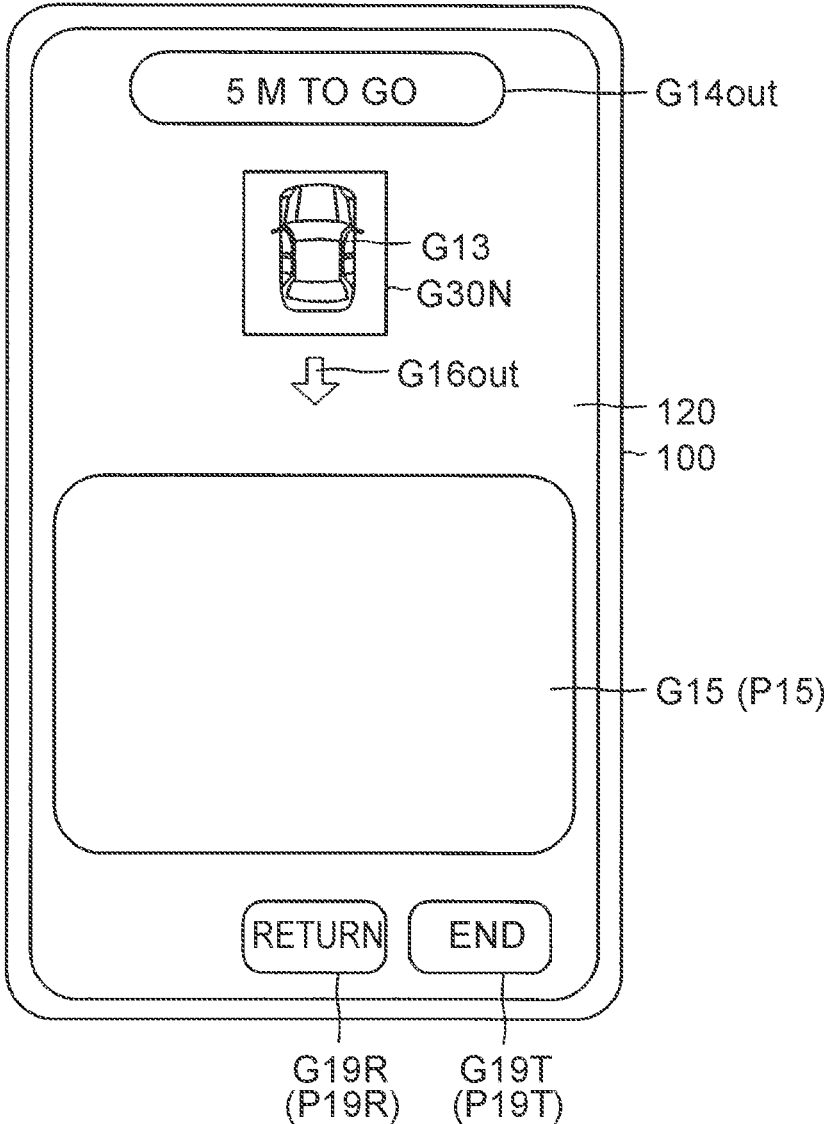 5 M TO GO
G14out
G13
G30N
G16out
120
100
G15 (P15)
RETURN
END
G19R
(P19R)
G19T
(P19T)